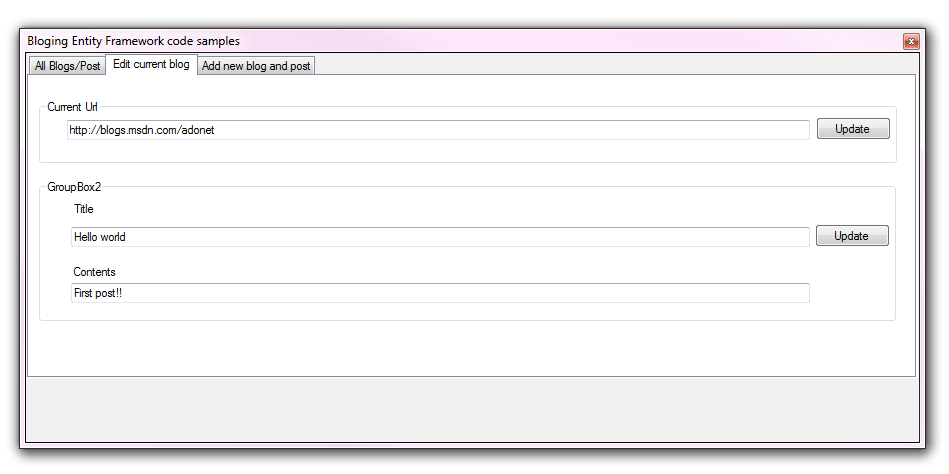 Bloging Entity Framework code samples
All Blogs/Post Edit current blog Add new blog and post
Current Url
http://blogs.msdn.com/adonet Update
GroupBox2
Title
Hello world Update
Contents
First post!!